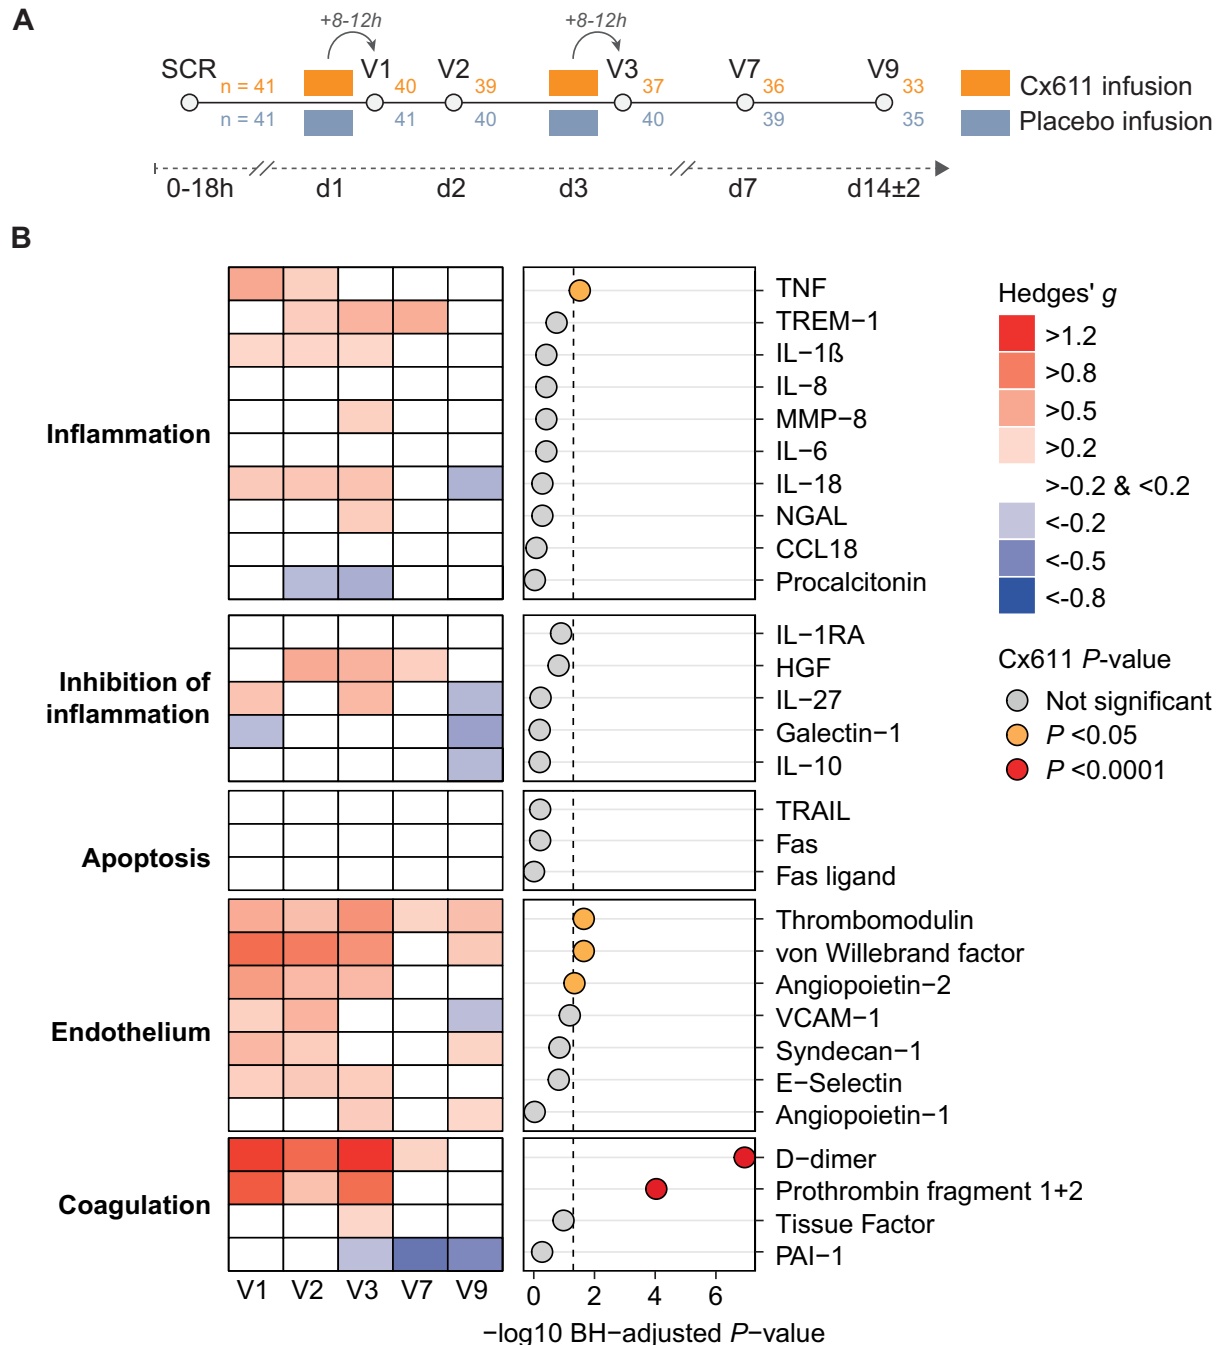 A
+8-12h
+8-12h
SCR
V1
V2
V3
V7
V9
n = 41
40
39
37
36
33
n = 41
41
40
40
39
35
Cx611 infusion
Placebo infusion
0-18h
d1
d2
d3
d7
d14±2
B
Inflammation
TNF
TREM−1
IL−1ß
IL−8
MMP−8
IL−6
IL−18
NGAL
CCL18
Procalcitonin
Inhibition of
inflammation
IL−1RA
HGF
IL−27
Galectin−1
IL−10
Apoptosis
TRAIL
Fas
Fas ligand
Endothelium
Thrombomodulin
von Willebrand factor
Angiopoietin−2
VCAM−1
Syndecan−1
E−Selectin
Angiopoietin−1
Coagulation
D−dimer
Prothrombin fragment 1+2
Tissue Factor
PAI−1
V1
V2
V3
V7
V9
0
2
4
6
−log10 BH−adjusted P−value
Hedges' g
>1.2
>0.8
>0.5
>0.2
>-0.2 & <0.2
<-0.2
<-0.5
<-0.8
Cx611 P-value
Not significant
P <0.05
P <0.0001